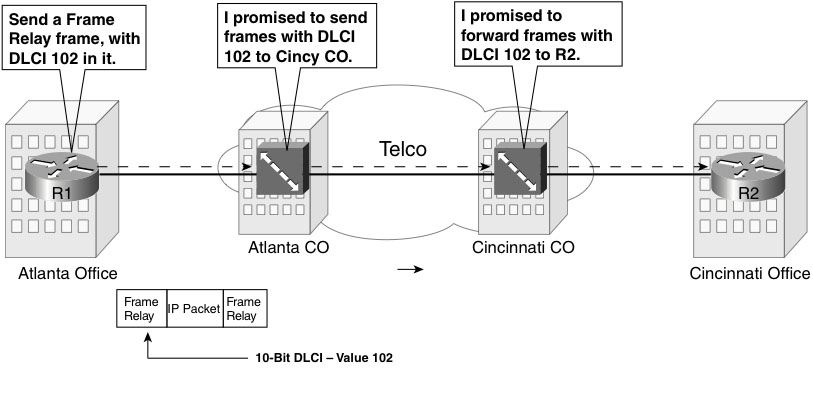 Send a Frame
Relay frame, with
DLCI 102 in it.
I promised to send
frames with DLCI
102 to Cincy CO.
I promised to
forward frames with
DLCI 102 to R2.
Telco
R1
R2
Atlanta CO
Cincinnati CO
Atlanta Office
Cincinnati Office
Frame
Relay
IP Packet
Frame
Relay
10-Bit DLCI – Value 102